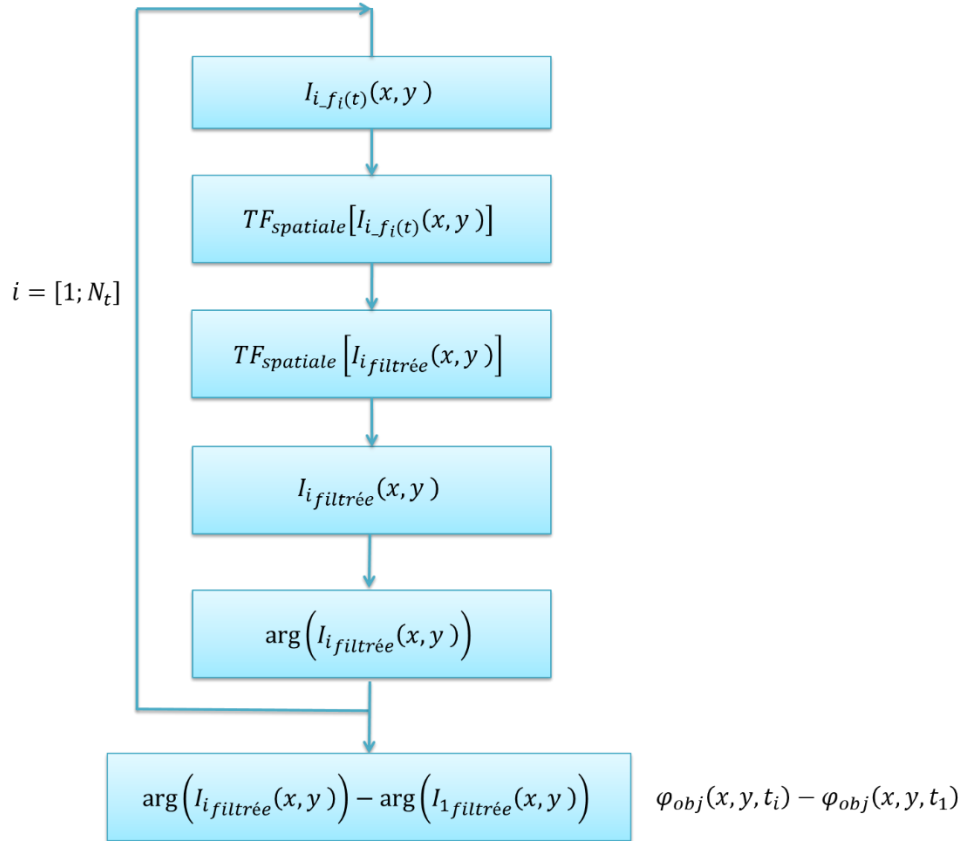 I_{i_f_i(t)}(x, y)
TF_{spatiale}[I_{i_f_i(t)}(x, y)]
i = [1; N_t]
TF_{spatiale}[I_{i_{filtrée}}(x, y)]
I_{i_{filtrée}}(x, y)
arg(I_{i_{filtrée}}(x, y))
arg(I_{i_{filtrée}}(x, y)) − arg(I_{1_{filtrée}}(x, y)) φ_{obj}(x, y, t_i) − φ_{obj}(x, y, t_1)